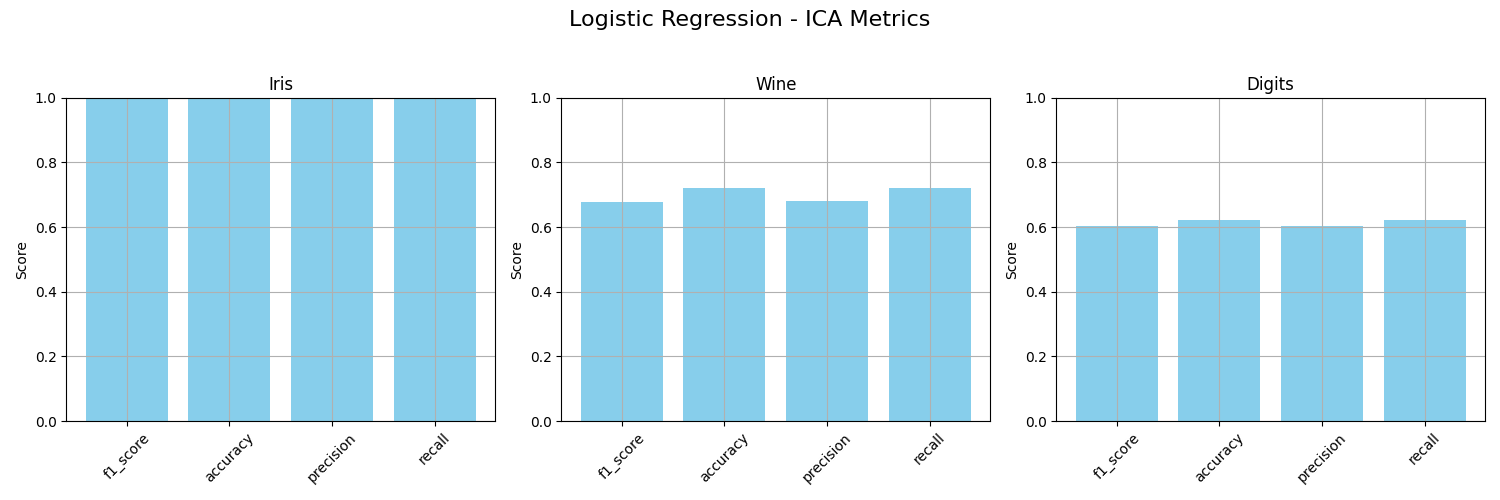 Logistic Regression - ICA Metrics
Iris
Score
1.0
0.8
0.6
0.4
0.2
0.0
f1_score
accuracy
precision
recall
Wine
Score
1.0
0.8
0.6
0.4
0.2
0.0
f1_score
accuracy
precision
recall
Digits
Score
1.0
0.8
0.6
0.4
0.2
0.0
f1_score
accuracy
precision
recall